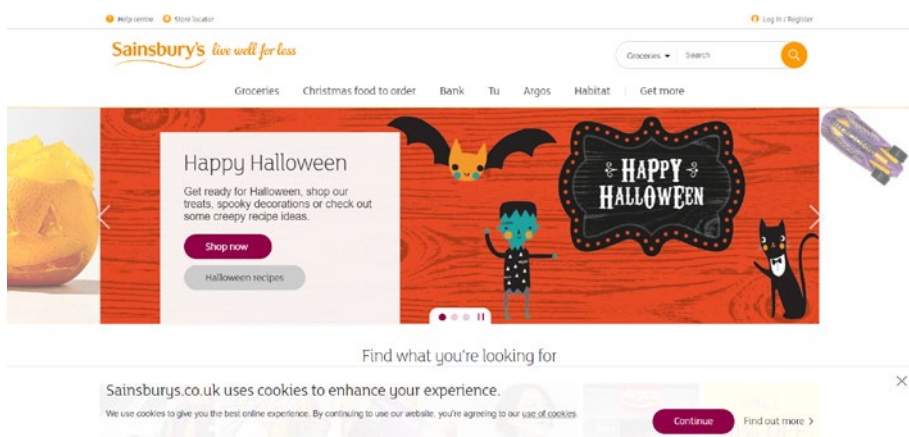 Help centre Store locator Log in / Register
Sainsbury's live well for less
Groceries Search
Groceries Christmas food to order Bank Tu Argos Habitat Get more
Happy Halloween
Get ready for Halloween, shop our
treats, spooky decorations or check out
some creepy recipe ideas.
Shop now
Halloween recipes
HAPPY
HALLOWEEN
Find what you're looking for
Sainsburys.co.uk uses cookies to enhance your experience.
We use cookies to give you the best online experience. By continuing to use our website, you're agreeing to our use of cookies.
Continue Find out more